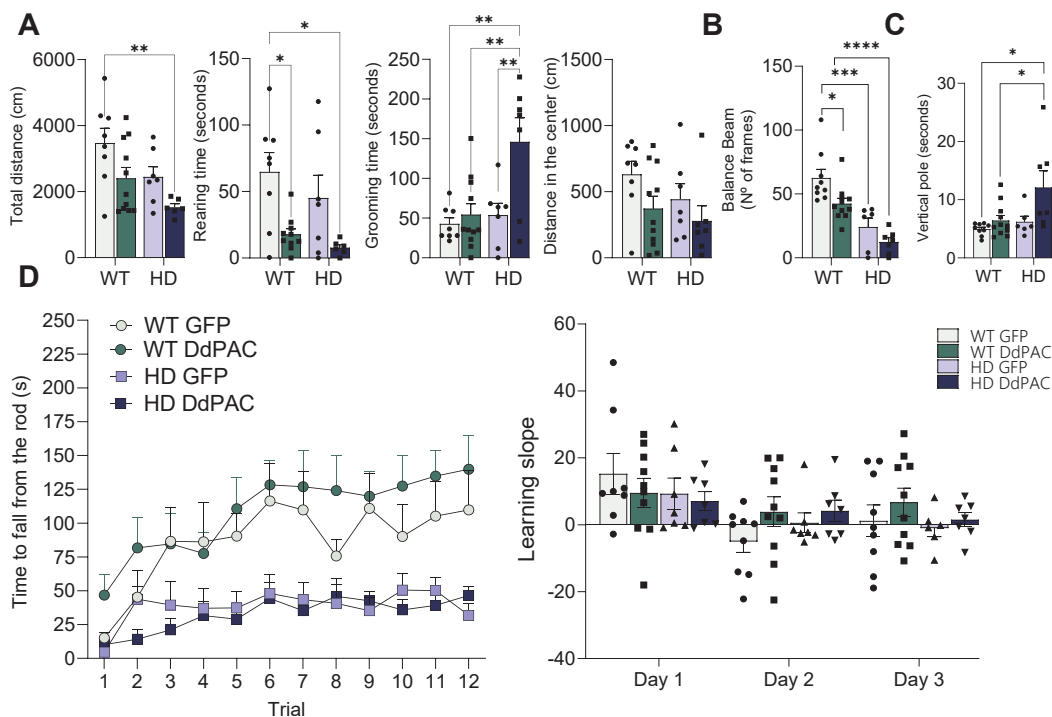 A
B
C
**
6000
4000
2000
0
Total distance (cm)
WT
HD
*
*
150
100
50
0
Rearing time (seconds)
WT
HD
**
**
**
250
200
150
100
50
0
Grooming time (seconds)
WT
HD
1500
1000
500
0
Distance in the center (cm)
WT
HD
****
***
*
150
100
50
0
Balance Beam
(Nº of frames)
WT
HD
*
*
30
20
10
0
Vertical pole (seconds)
WT
HD
D
250
225
200
175
150
125
100
75
50
25
0
Time to fall from the rod (s)
WT GFP
WT DdPAC
HD GFP
HD DdPAC
1 2 3 4 5 6 7 8 9 10 11 12
Trial
60
40
20
0
-20
-40
Learning slope
WT GFP
WT DdPAC
HD GFP
HD DdPAC
Day 1 Day 2 Day 3